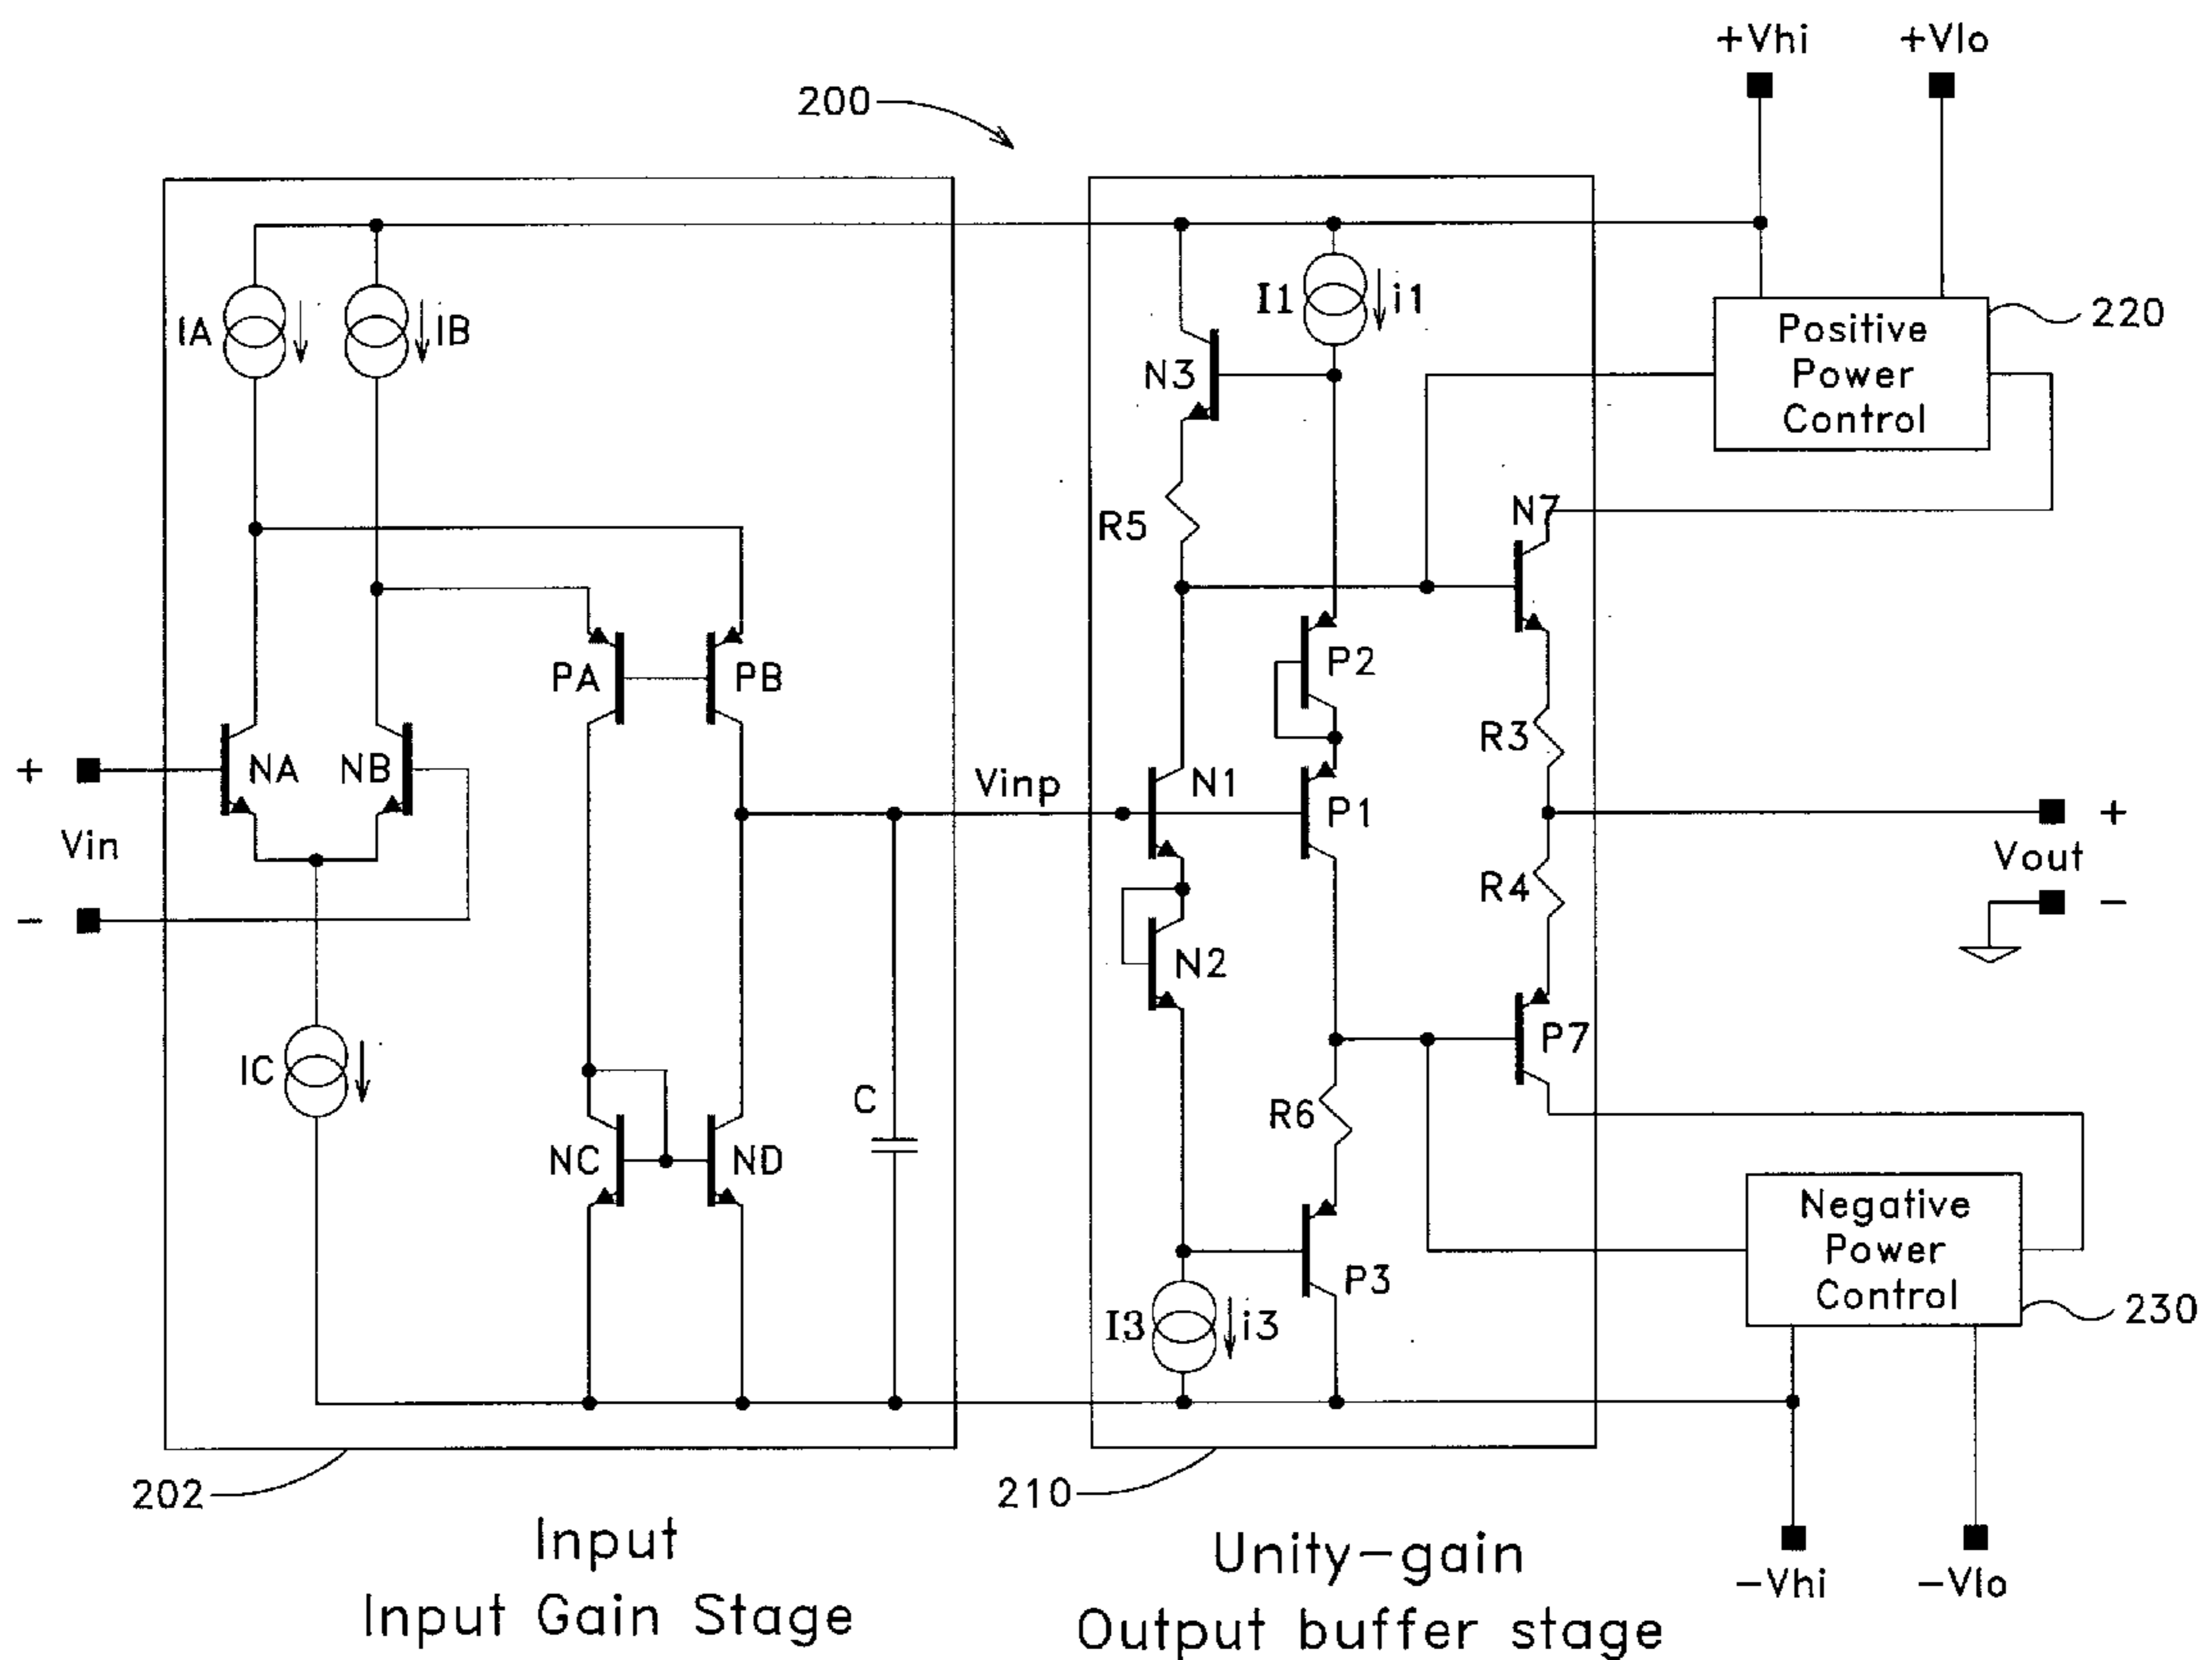 +Vhi
+Vlo
200
IA
IB
I1
i1
N3
Positive
Power
Control
220
R5
N7
PA
PB
P2
R3
+
NA
NB
Vinp
N1
P1
+
Vin
Vout
R4
-
-
N2
P7
IC
C
R6
NC
ND
Negative
Power
Control
P3
I3
i3
230
202
210
-Vhi
-Vlo
Input
Input Gain Stage
Unity-gain
Output buffer stage